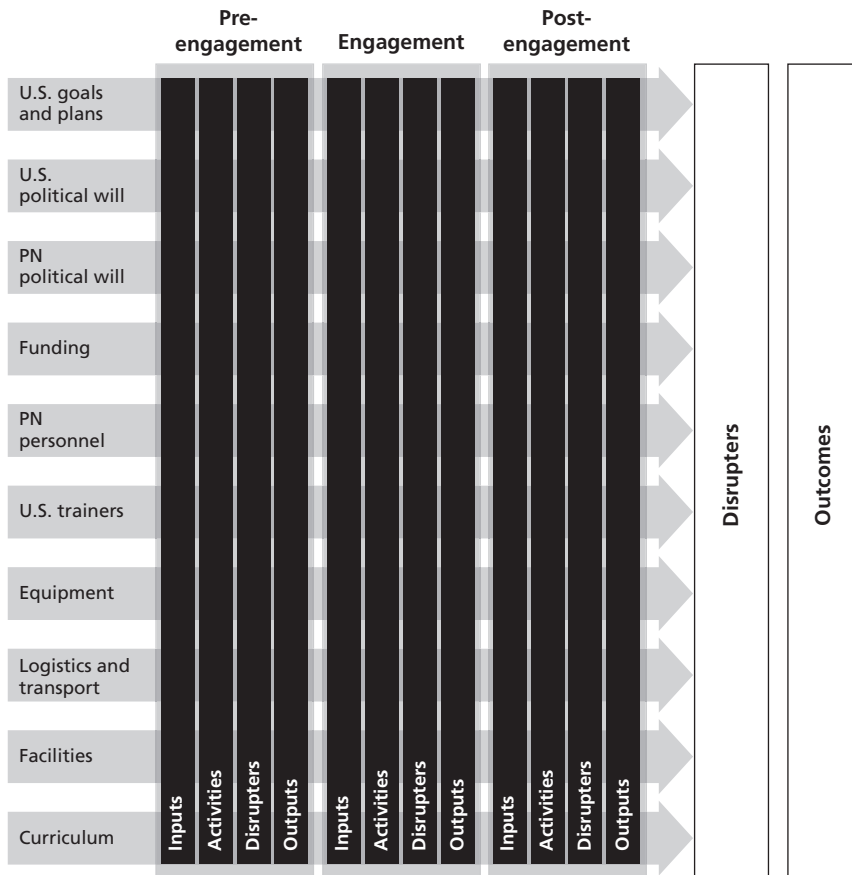 Pre-
engagement
Engagement
Post-
engagement
U.S. goals
and plans
U.S.
political will
PN
political will
Funding
PN
personnel
U.S. trainers
Equipment
Logistics and
transport
Facilities
Curriculum
Inputs
Activities
Disrupters
Outputs
Inputs
Activities
Disrupters
Outputs
Inputs
Activities
Disrupters
Outputs
Disrupters
Outcomes